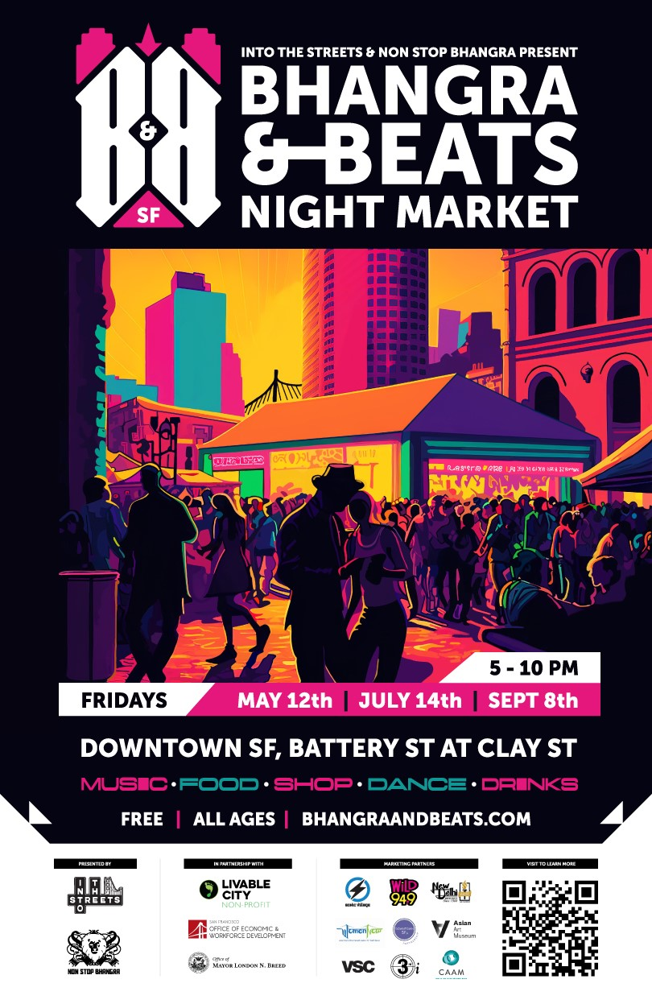 INTO THE STREETS & NON STOP BHANGRA PRESENT
B&B
SF
BHANGRA
& BEATS
NIGHT MARKET
5 - 10 PM
FRIDAYS
MAY 12th | JULY 14th | SEPT 8th
DOWNTOWN SF, BATTERY ST AT CLAY ST
MUSIC • FOOD • SHOP • DANCE • DRINKS
FREE | ALL AGES | BHANGRAANDBEATS.COM
PRESENTED BY
INTO THE STREETS
NON STOP BHANGRA
IN PARTNERSHIP WITH
LIVABLE
CITY
NON-PROFIT
SAN FRANCISCO
OFFICE OF ECONOMIC &
WORKFORCE DEVELOPMENT
Office of
MAYOR LONDON N. BREED
MARKETING PARTNERS
WiLD
94.9
New Delhi
Asian
Art
Museum
VSC
3rd i
CAAM
VISIT TO LEARN MORE